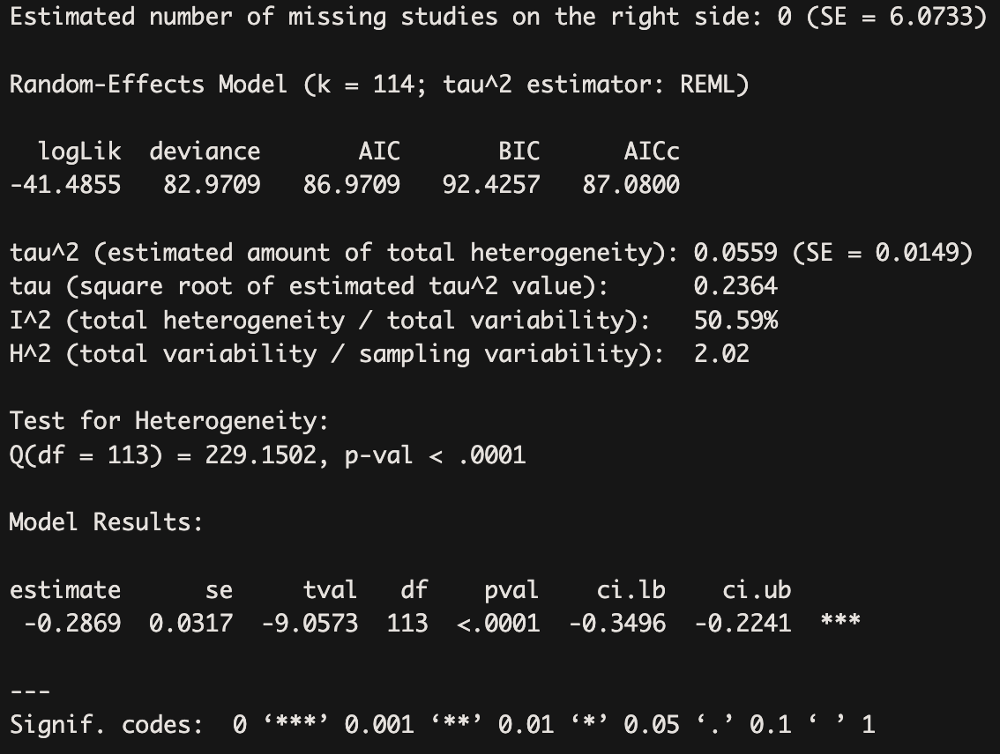 Estimated number of missing studies on the right side: 0 (SE = 6.0733)
Random-Effects Model (k = 114; tau^2 estimator: REML)
logLik deviance AIC BIC AICc
-41.4855 82.9709 86.9709 92.4257 87.0800
tau^2 (estimated amount of total heterogeneity): 0.0559 (SE = 0.0149)
tau (square root of estimated tau^2 value): 0.2364
I^2 (total heterogeneity / total variability): 50.59%
H^2 (total variability / sampling variability): 2.02
Test for Heterogeneity:
Q(df = 113) = 229.1502, p-val < .0001
Model Results:
estimate se tval df pval ci.lb ci.ub
-0.2869 0.0317 -9.0573 113 <.0001 -0.3496 -0.2241 ***
---
Signif. codes: 0 ‘***’ 0.001 ‘**’ 0.01 ‘*’ 0.05 ‘.’ 0.1 ‘ ’ 1